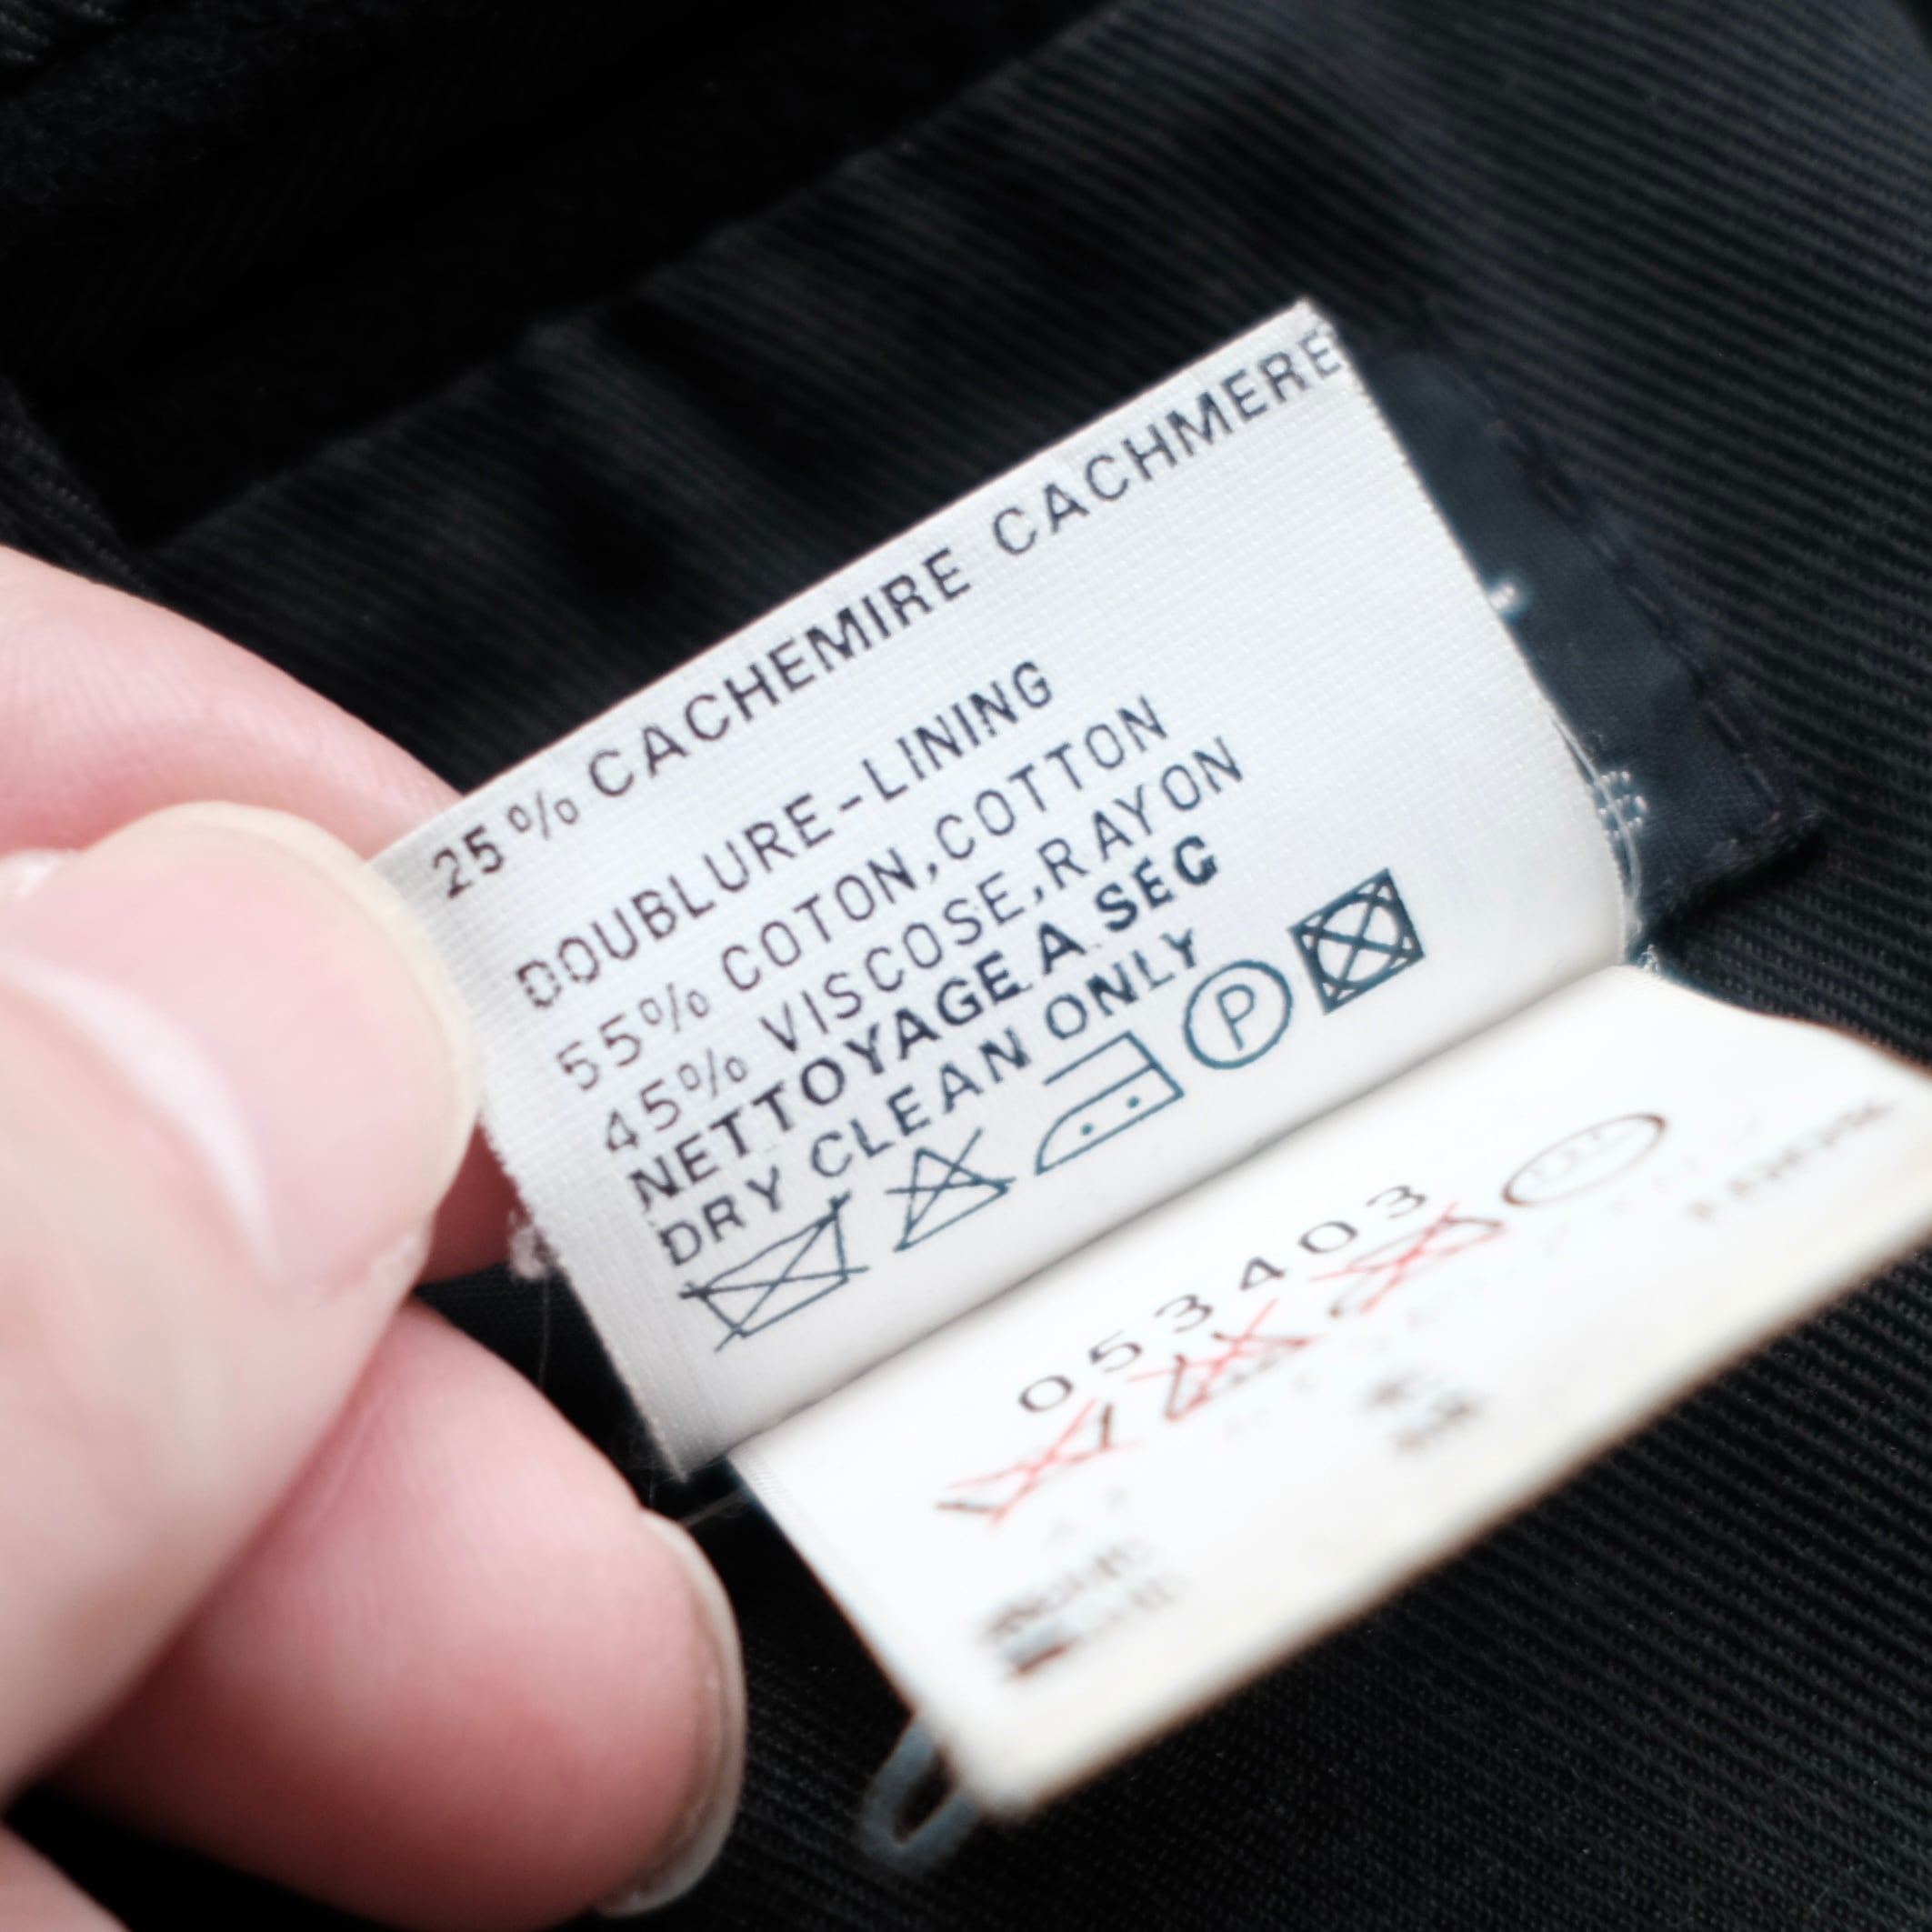 25% CACHEMIRE CACHMERE
DOUBLURE-LINING
55% COTON,COTTON
45% VISCOSE,RAYON
NETTOYAGE A SEC
DRY CLEAN ONLY
P
053403